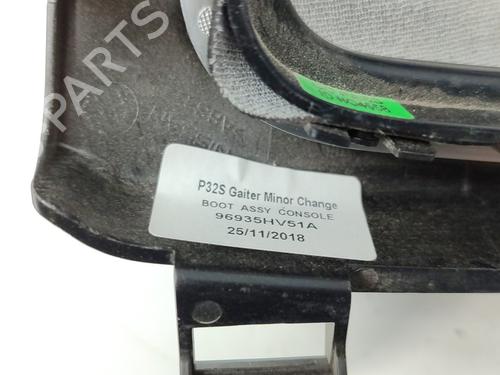 B-PARTS
P32S Gaiter Minor Change
BOOT ASSY CONSOLE
96935HV51A
25/11/2018